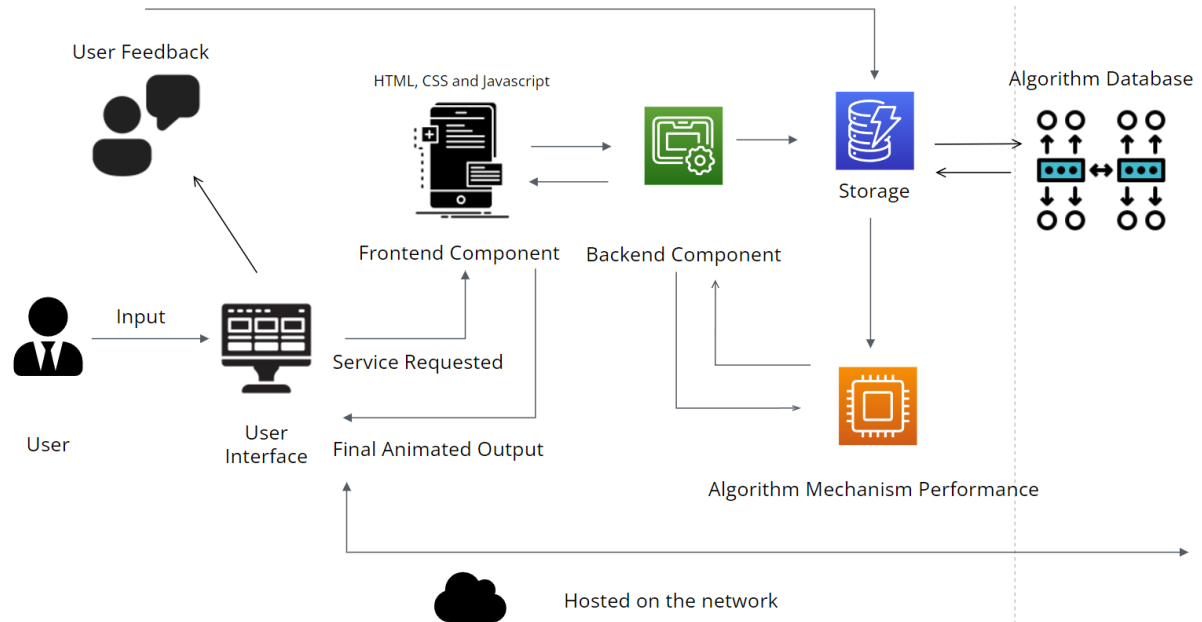 User Feedback
HTML, CSS and Javascript
Algorithm Database
Storage
Frontend Component
Backend Component
Input
Service Requested
User
User
Interface
Final Animated Output
Algorithm Mechanism Performance
Hosted on the network